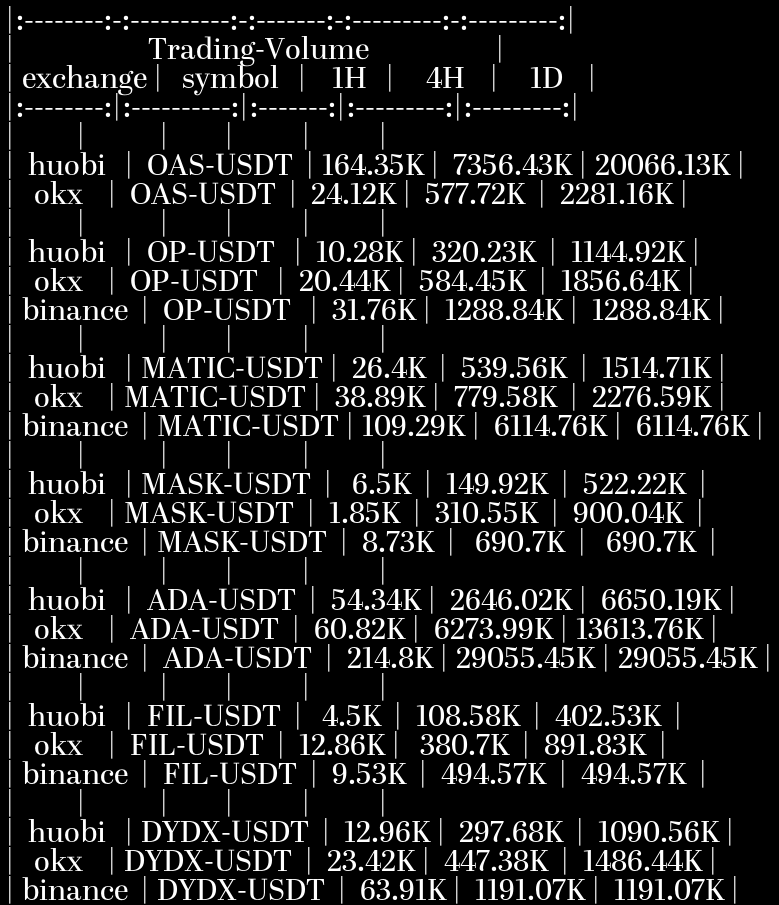 |:--------:-:----------:-:-------:-:---------:-:---------:|
| Trading-Volume |
| exchange | symbol | 1H | 4H | 1D |
|:--------:|:----------:|:-------:|:---------:|:---------:|
| | | | | |
| huobi | OAS-USDT | 164.35K | 7356.43K | 20066.13K |
| okx | OAS-USDT | 24.12K | 577.72K | 2281.16K |
| | | | | |
| huobi | OP-USDT | 10.28K | 320.23K | 1144.92K |
| okx | OP-USDT | 20.44K | 584.45K | 1856.64K |
| binance | OP-USDT | 31.76K | 1288.84K | 1288.84K |
| | | | | |
| huobi | MATIC-USDT | 26.4K | 539.56K | 1514.71K |
| okx | MATIC-USDT | 38.89K | 779.58K | 2276.59K |
| binance | MATIC-USDT | 109.29K | 6114.76K | 6114.76K |
| | | | | |
| huobi | MASK-USDT | 6.5K | 149.92K | 522.22K |
| okx | MASK-USDT | 1.85K | 310.55K | 900.04K |
| binance | MASK-USDT | 8.73K | 690.7K | 690.7K |
| | | | | |
| huobi | ADA-USDT | 54.34K | 2646.02K | 6650.19K |
| okx | ADA-USDT | 60.82K | 6273.99K | 13613.76K |
| binance | ADA-USDT | 214.8K | 29055.45K | 29055.45K |
| | | | | |
| huobi | FIL-USDT | 4.5K | 108.58K | 402.53K |
| okx | FIL-USDT | 12.86K | 380.7K | 891.83K |
| binance | FIL-USDT | 9.53K | 494.57K | 494.57K |
| | | | | |
| huobi | DYDX-USDT | 12.96K | 297.68K | 1090.56K |
| okx | DYDX-USDT | 23.42K | 447.38K | 1486.44K |
| binance | DYDX-USDT | 63.91K | 1191.07K | 1191.07K |